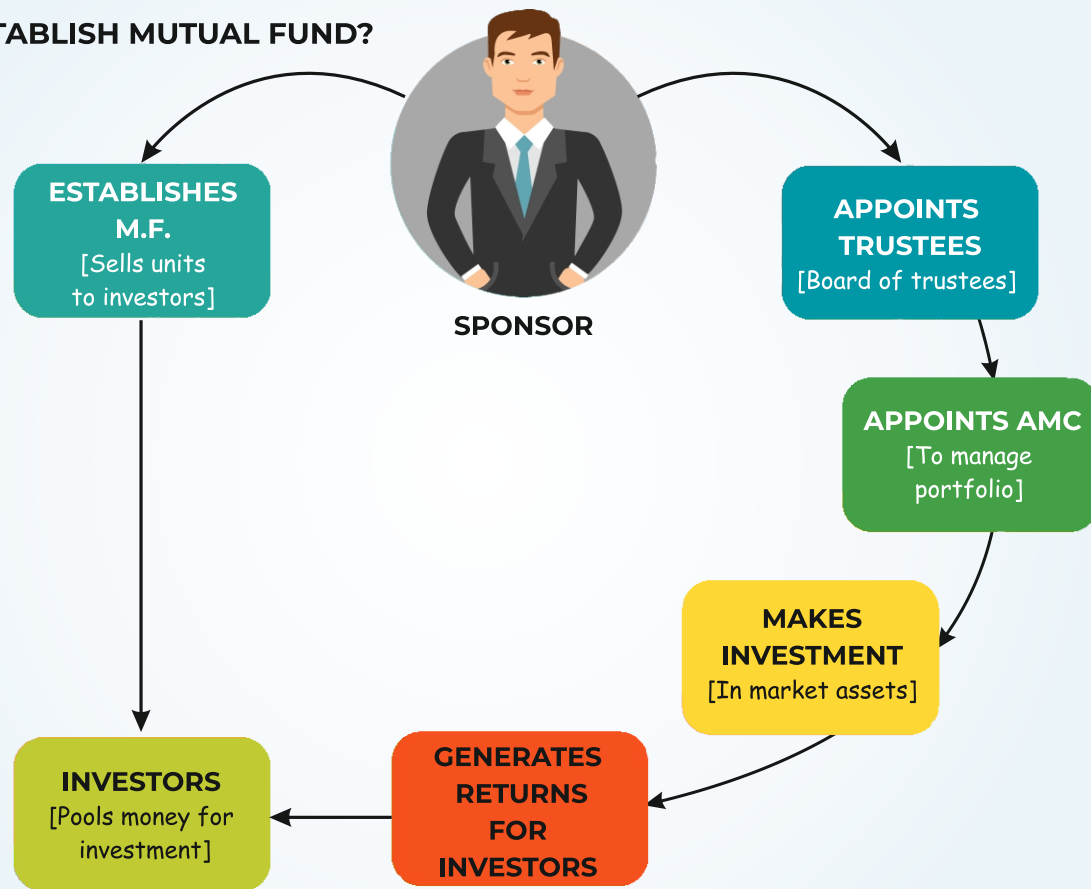 TABLISH MUTUAL FUND?
ESTABLISHES
M.F.
[Sells units
to investors]
SPONSOR
APPOINTS
TRUSTEES
[Board of trustees]
APPOINTS AMC
[To manage
portfolio]
MAKES
INVESTMENT
[In market assets]
GENERATES
RETURNS
FOR
INVESTORS
INVESTORS
[Pools money for
investment]